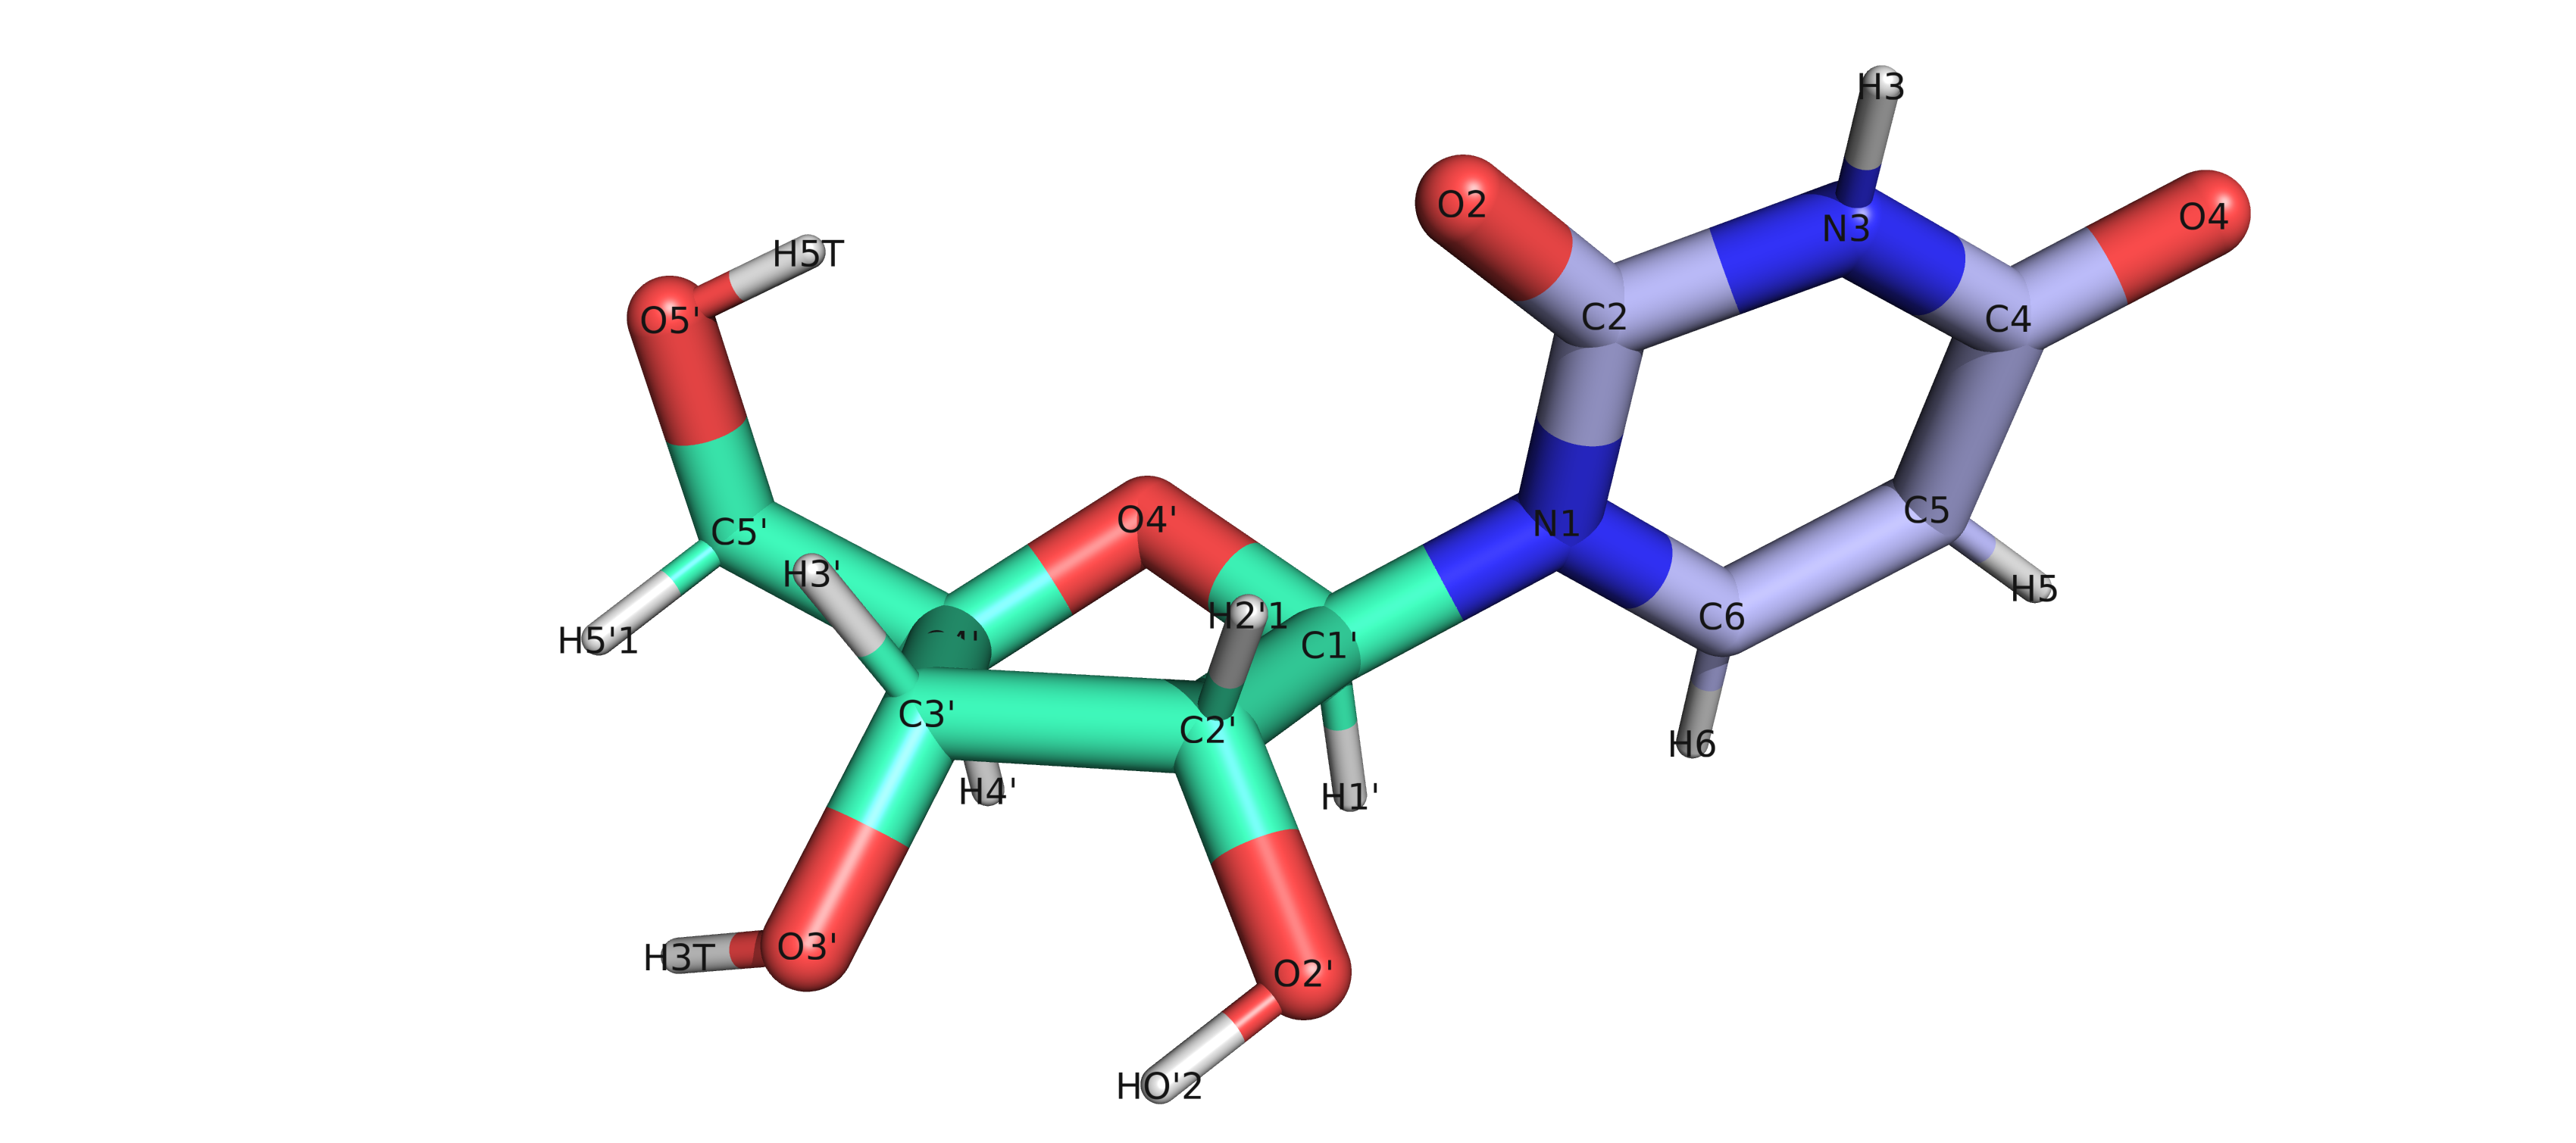 H3
O2
O4
N3
H5T
C2
C4
O5'
C5
O4'
N1
C5'
H3'
H5
H2'1
C6
H5'1
C1'
C3'
C2'
H6
H4'
H1'
O3'
H3T
O2'
HO'2